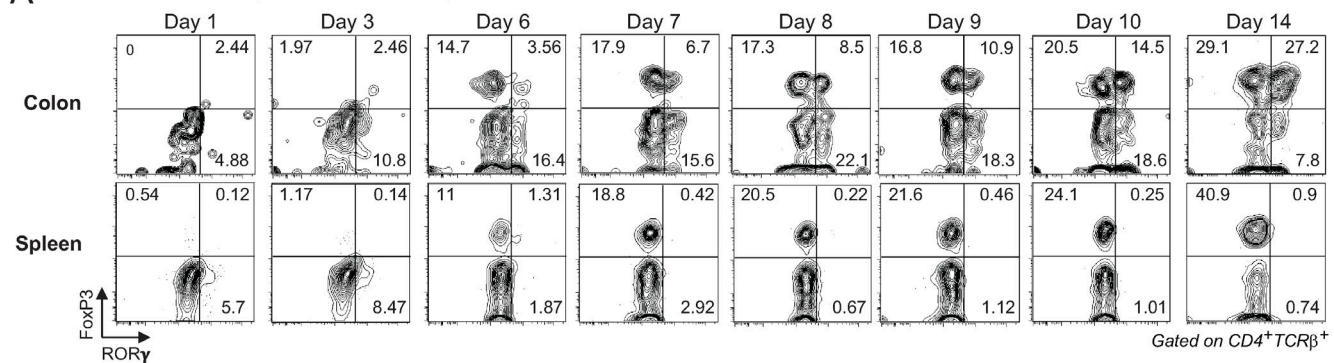 Day 1 Day 3 Day 6 Day 7 Day 8 Day 9 Day 10 Day 14
0 2.44 1.97 2.46 14.7 3.56 17.9 6.7 17.3 8.5 16.8 10.9 20.5 14.5 29.1 27.2
Colon
4.88 10.8 16.4 15.6 22.1 18.3 18.6 7.8
0.54 0.12 1.17 0.14 11 1.31 18.8 0.42 20.5 0.22 21.6 0.46 24.1 0.25 40.9 0.9
Spleen
5.7 8.47 1.87 2.92 0.67 1.12 1.01 0.74
FoxP3
RORγ
Gated on CD4⁺TCRβ⁺